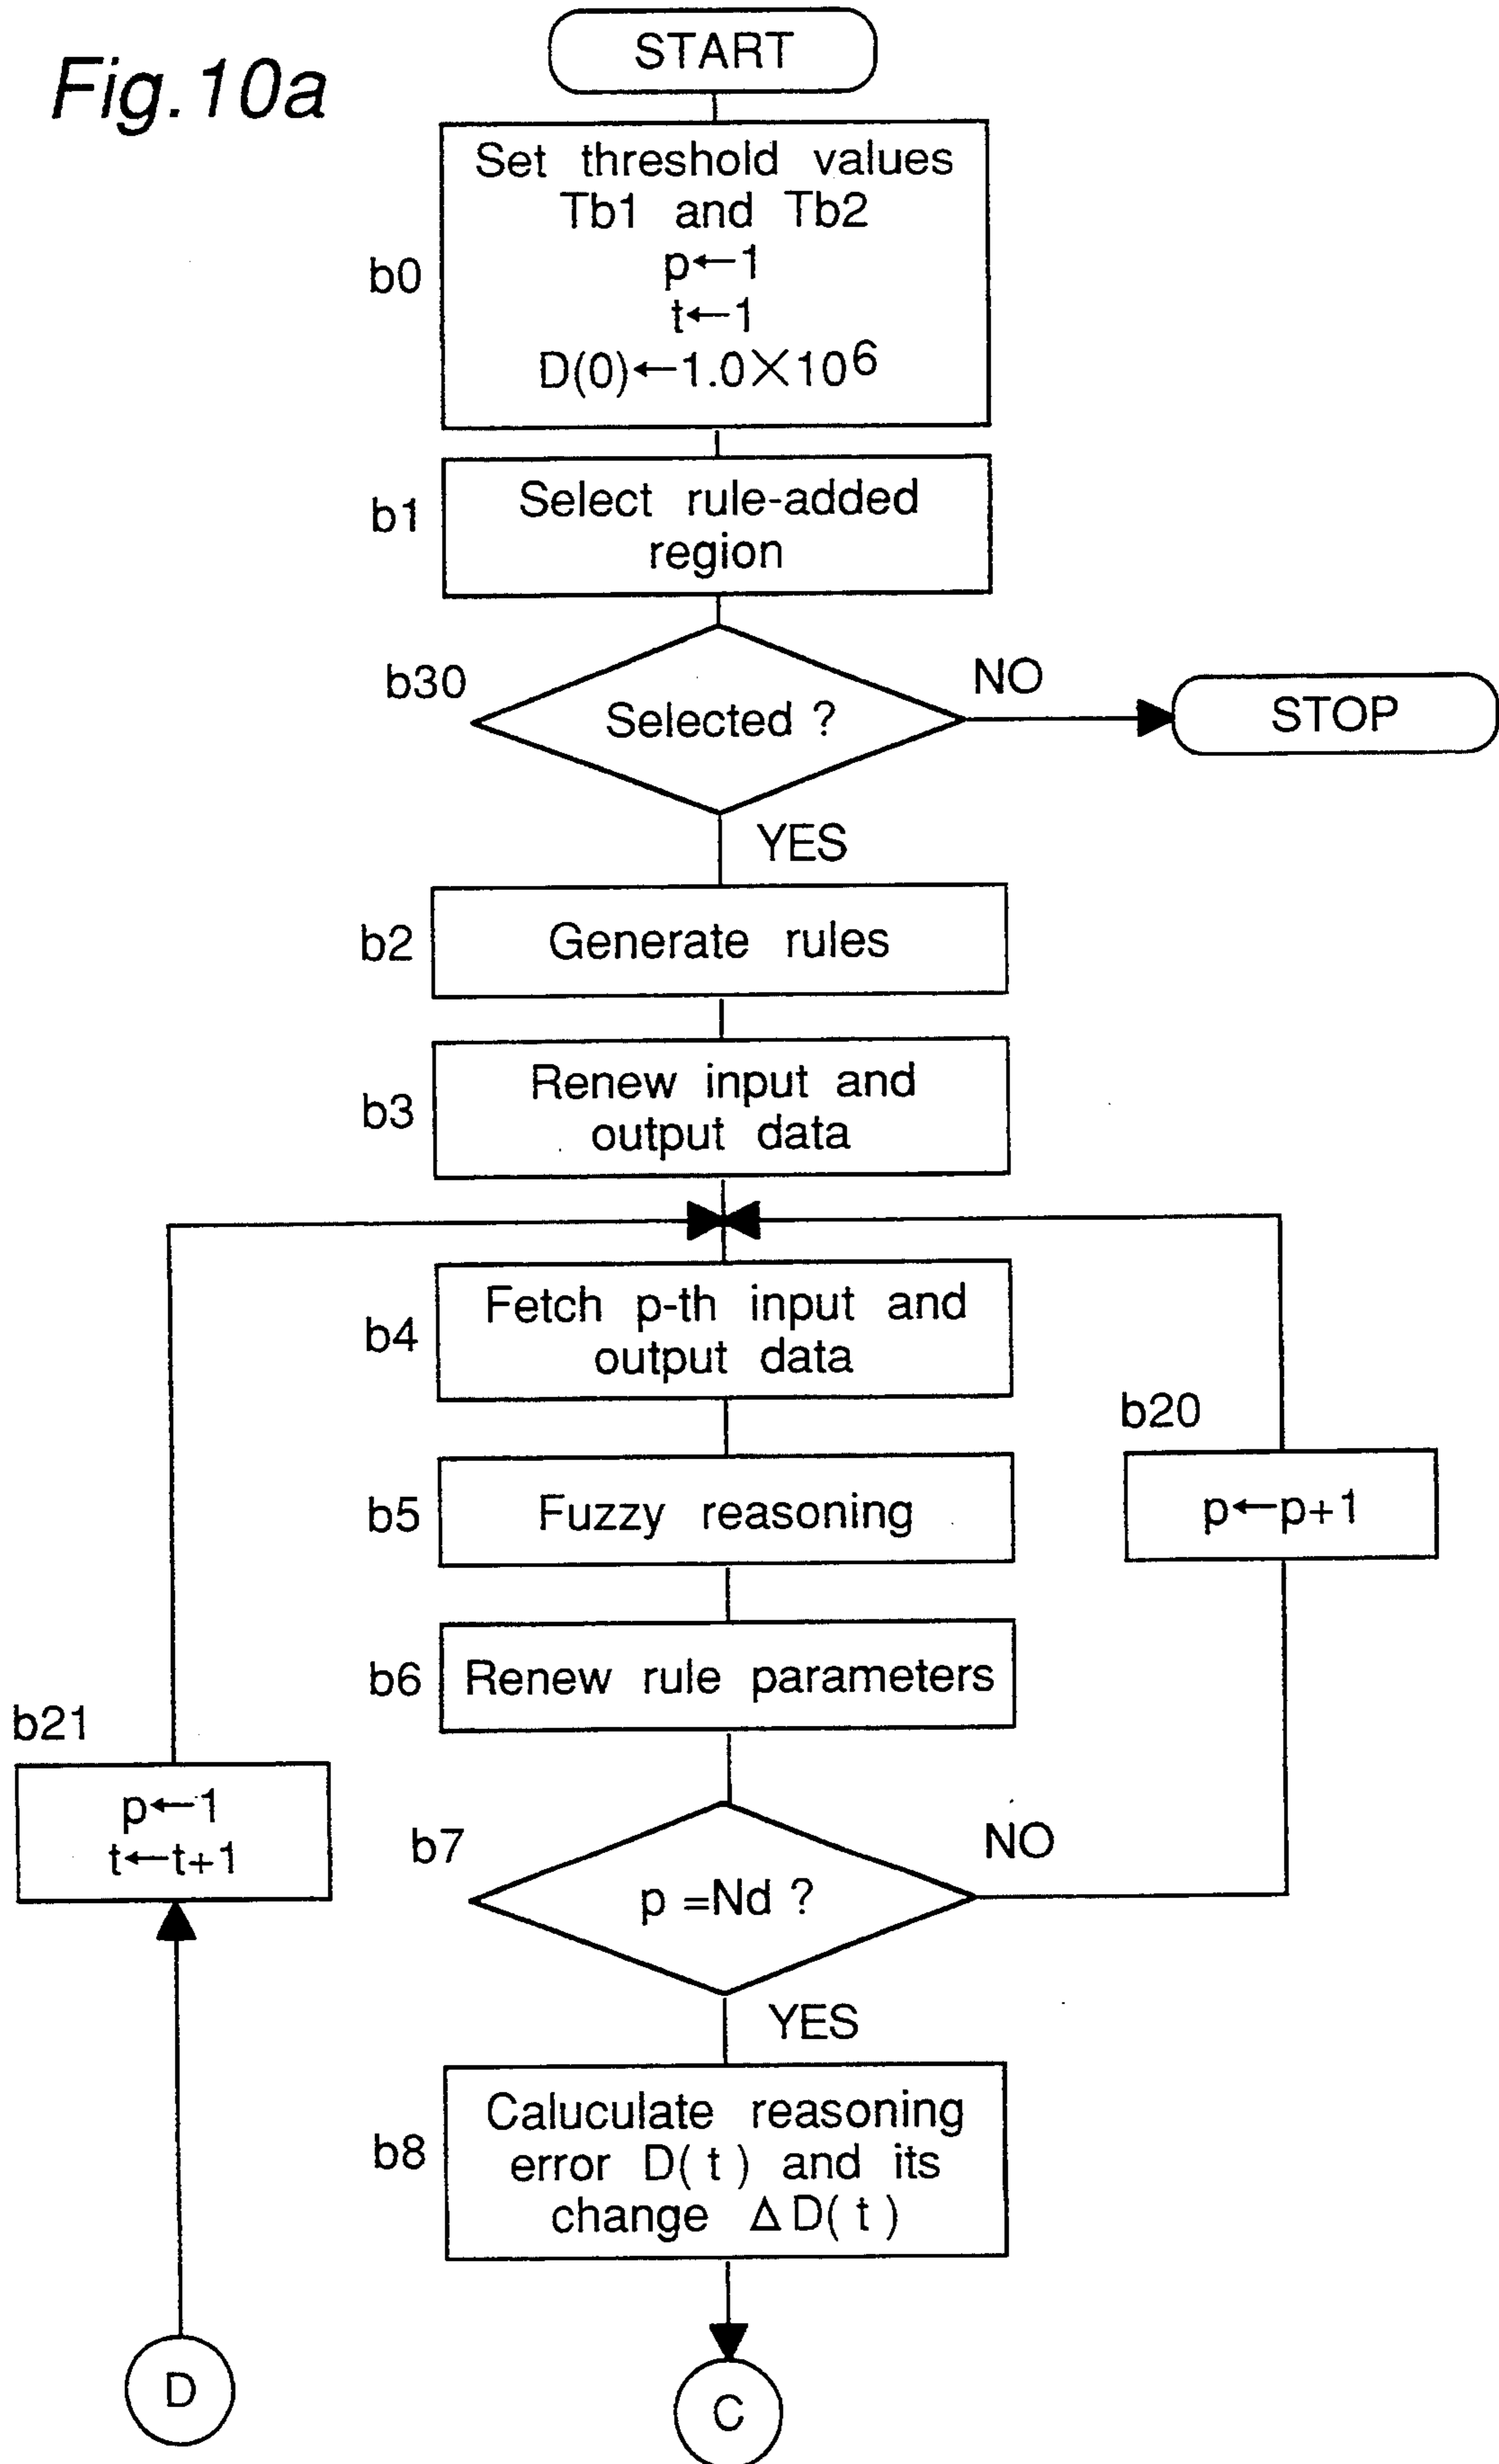 Fig.10a
START
Set threshold values
Tb1 and Tb2
p←1
t←1
D(0)←1.0×10⁶
b0
b1
Select rule-added
region
b30
Selected ?
NO
STOP
YES
b2
Generate rules
b3
Renew input and
output data
b4
Fetch p-th input and
output data
b20
p←p+1
b5
Fuzzy reasoning
b6
Renew rule parameters
b21
p←1
t←t+1
b7
p =Nd ?
NO
YES
b8
Caluculate reasoning
error D( t ) and its
change Δ D( t )
D
C